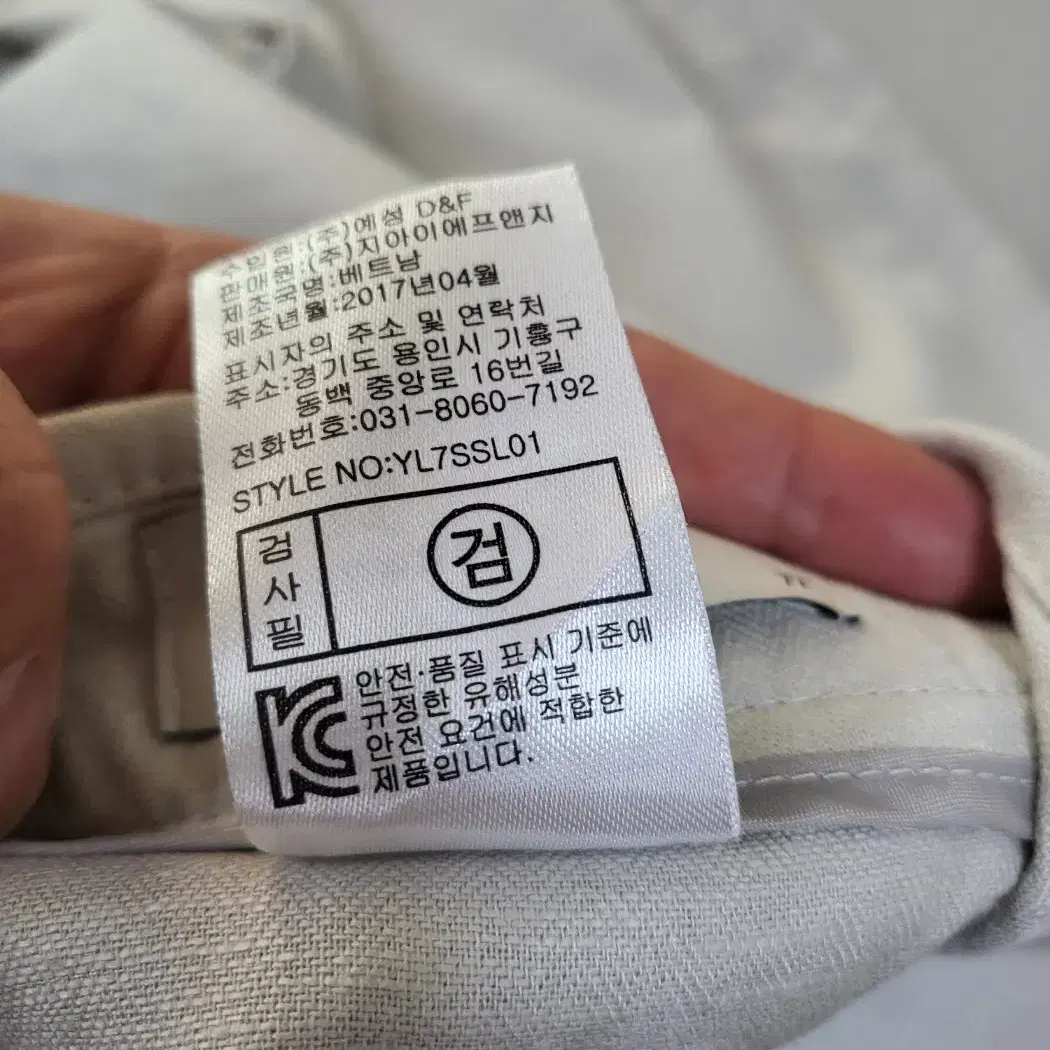 수입원:(주)예성 D&F
판매원:(주)지아이에프앤지
제조국명:베트남
제조년월:2017년04월
표시자의 주소 및 연락처
주소:경기도 용인시 기흥구
동백 중앙로 16번길
전화번호:031-8060-7192
STYLE NO:YL7SSL01
검사필
검
안전·품질 표시 기준에
규정한 유해성분
안전 요건에 적합한
제품입니다.